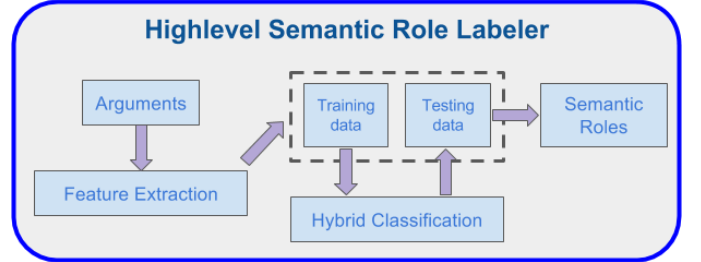 Highlevel Semantic Role Labeler
Arguments
Feature Extraction
Training
data
Testing
data
Semantic
Roles
Hybrid Classification